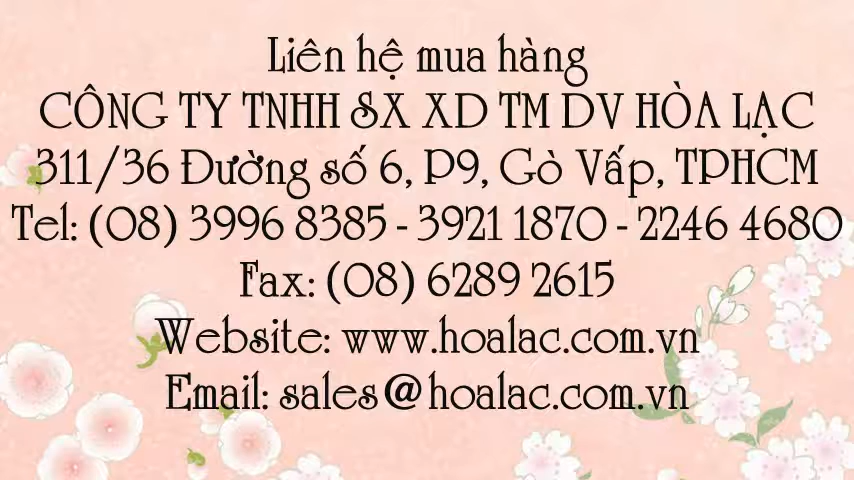 Liên hệ mua hàng
CÔNG TY TNHH SX XD TM DV HÒA LẠC
311/36 Đường số 6, P9, Gò Vấp, TPHCM
Tel: (08) 3996 8385 - 3921 1870 - 2246 4680
Fax: (08) 6289 2615
Website: www.hoalac.com.vn
Email: sales@hoalac.com.vn